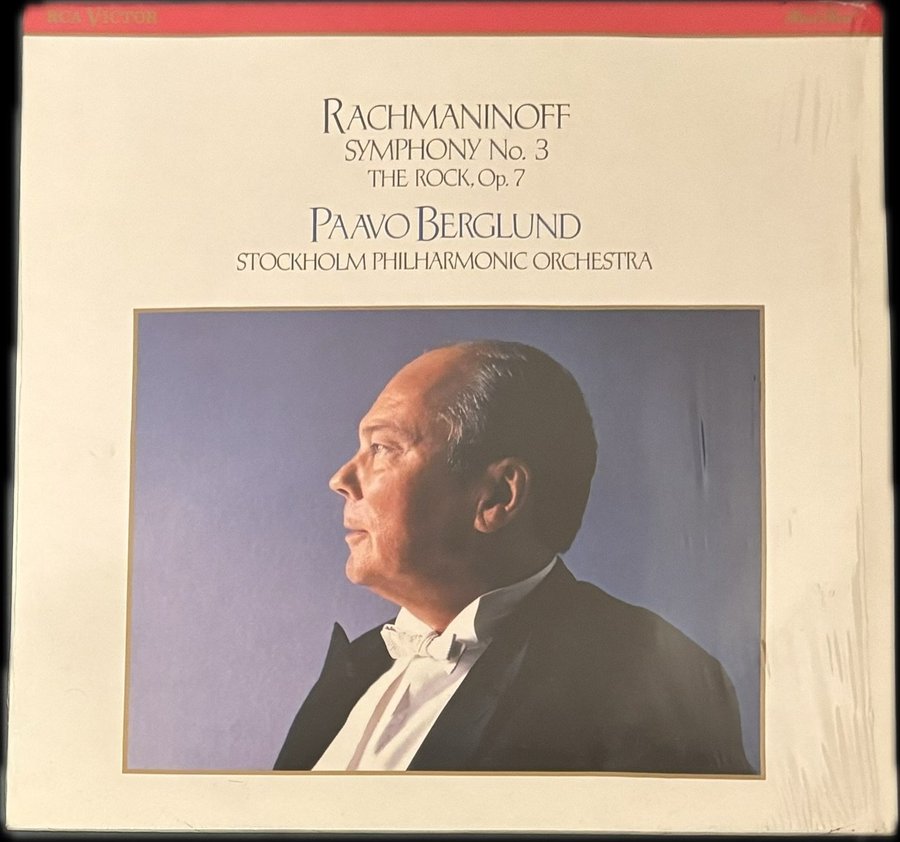 RCA VICTOR
RACHMANINOFF
SYMPHONY No. 3
THE ROCK, Op. 7
PAAVO BERGLUND
STOCKHOLM PHILHARMONIC ORCHESTRA